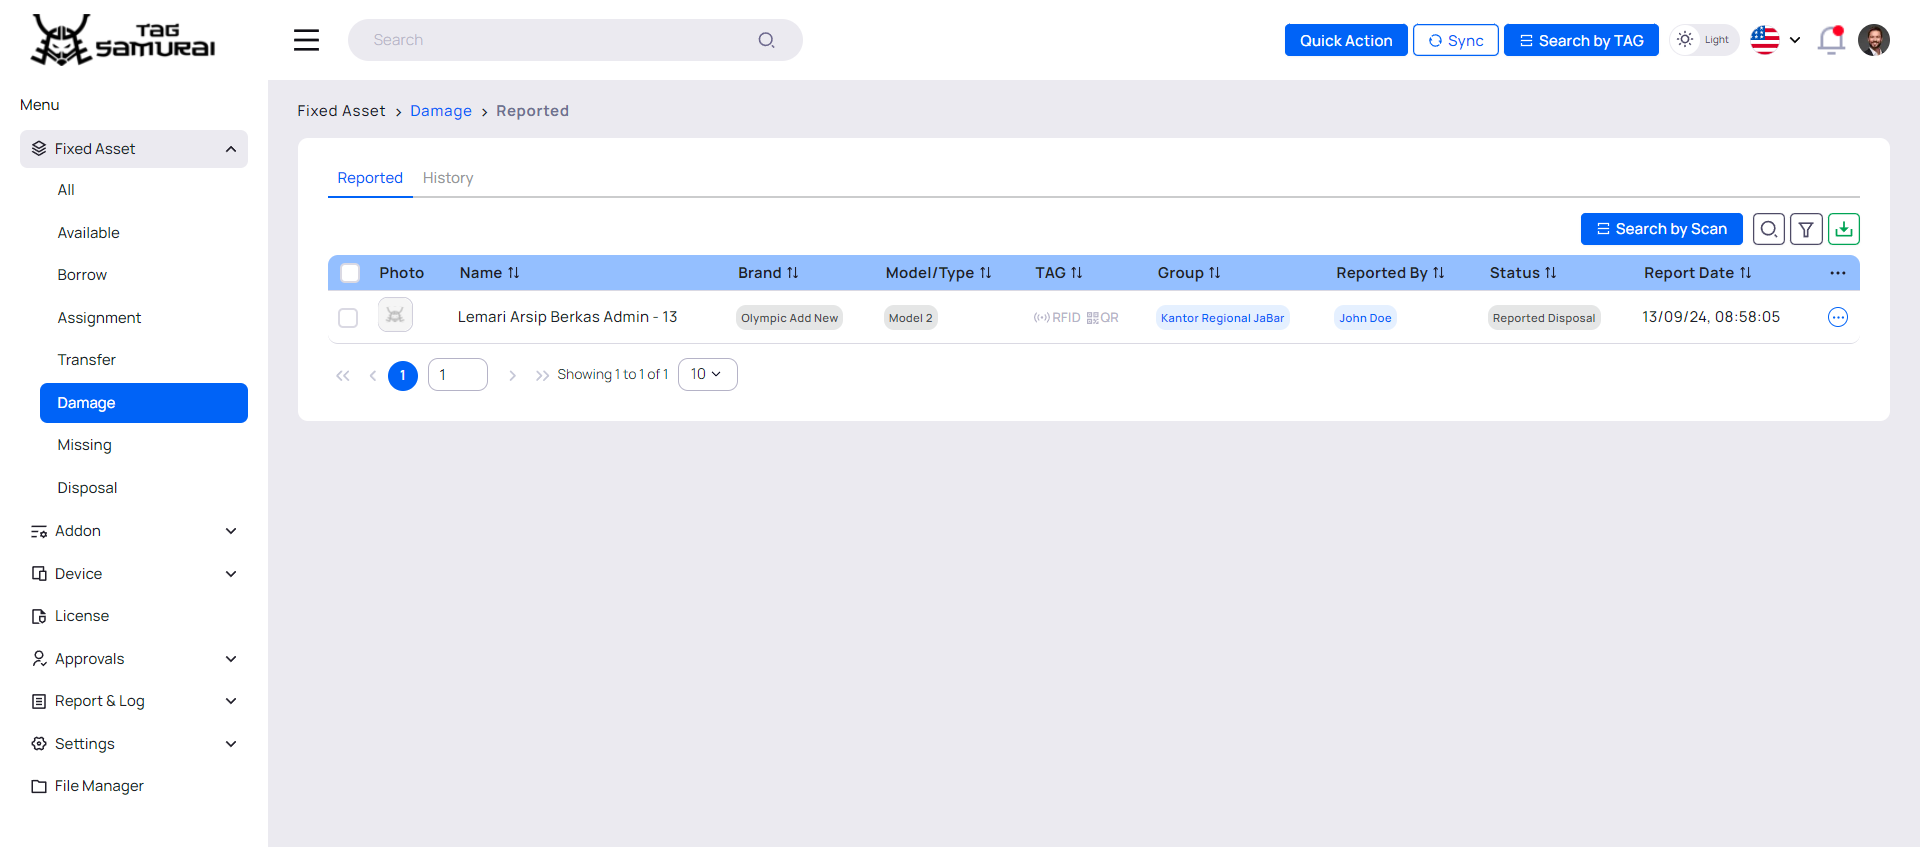 TAG
SAMURAI
Search
Quick Action
Sync
Search by TAG
Light
Menu
Fixed Asset
All
Available
Borrow
Assignment
Transfer
Damage
Missing
Disposal
Addon
Device
License
Approvals
Report & Log
Settings
File Manager
Fixed Asset > Damage > Reported
Reported History
Search by Scan
Photo Name Brand Model/Type TAG Group Reported By Status Report Date
Lemari Arsip Berkas Admin - 13 Olympic Add New Model 2 RFID QR Kantor Regional JaBar John Doe Reported Disposal 13/09/24, 08:58:05
1 1 Showing 1 to 1 of 1 10